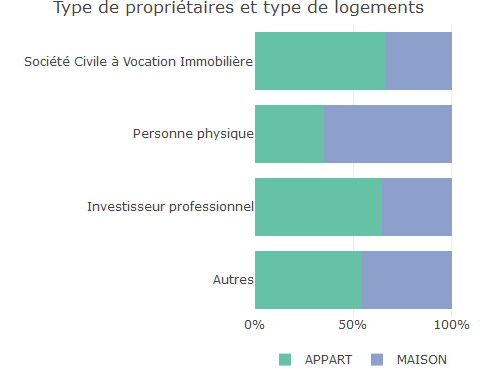 Type de propriétaires et type de logements
Société Civile à Vocation Immobilière
Personne physique
Investisseur professionnel
Autres
0% 50% 100%
APPART MAISON